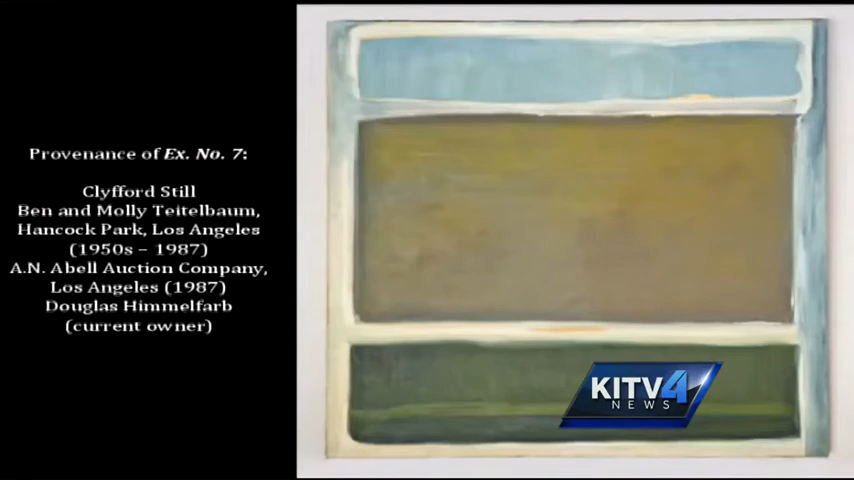 Provenance of Ex. No. 7:
Clyfford Still
Ben and Molly Teitelbaum,
Hancock Park, Los Angeles
(1950s – 1987)
A.N. Abell Auction Company,
Los Angeles (1987)
Douglas Himmelfarb
(current owner)
KITV4
NEWS